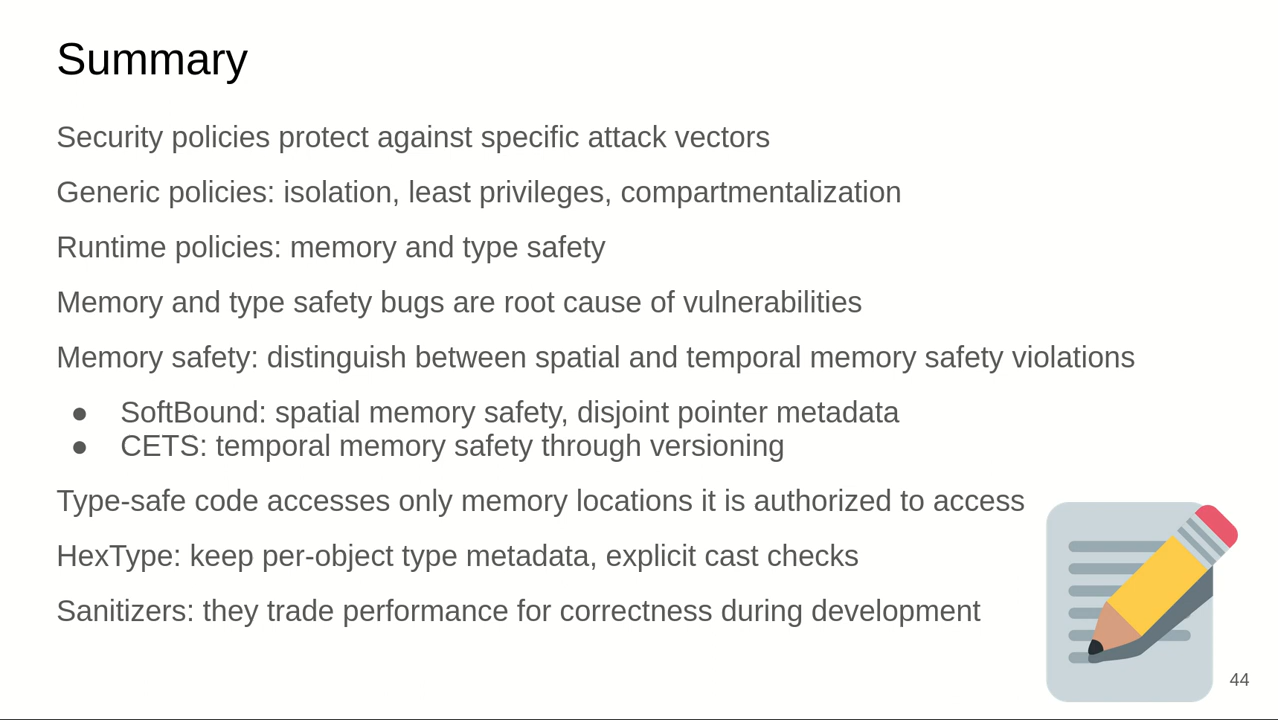 Summary
Security policies protect against specific attack vectors
Generic policies: isolation, least privileges, compartmentalization
Runtime policies: memory and type safety
Memory and type safety bugs are root cause of vulnerabilities
Memory safety: distinguish between spatial and temporal memory safety violations
● SoftBound: spatial memory safety, disjoint pointer metadata
● CETS: temporal memory safety through versioning
Type-safe code accesses only memory locations it is authorized to access
HexType: keep per-object type metadata, explicit cast checks
Sanitizers: they trade performance for correctness during development
44